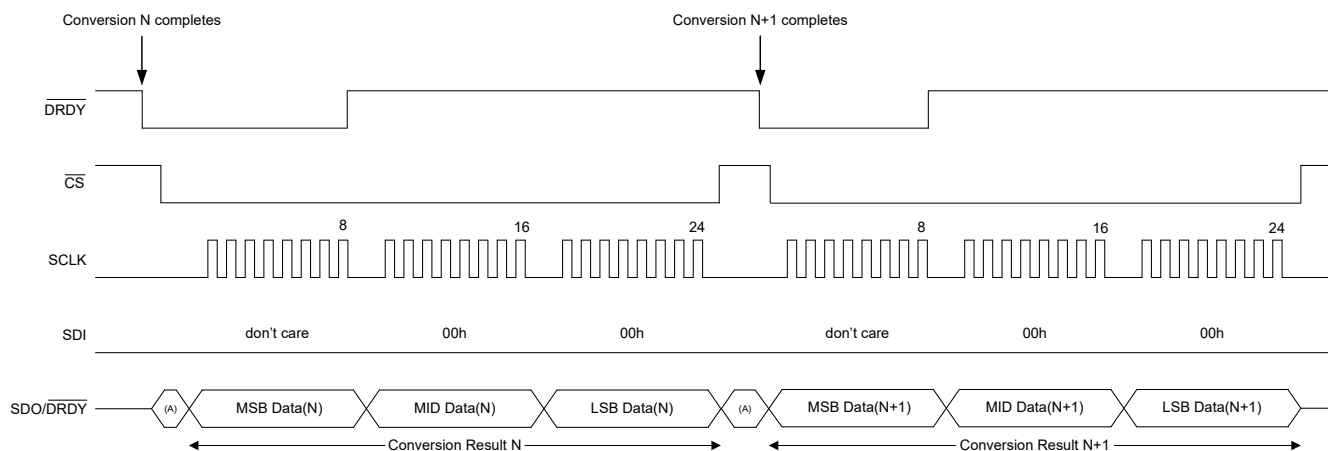 Conversion N completes
Conversion N+1 completes
DRDY
CS
8
16
24
8
16
24
SCLK
SDI
don't care
00h
00h
don't care
00h
00h
SDO/DRDY
(A)
MSB Data(N)
MID Data(N)
LSB Data(N)
(A)
MSB Data(N+1)
MID Data(N+1)
LSB Data(N+1)
Conversion Result N
Conversion Result N+1